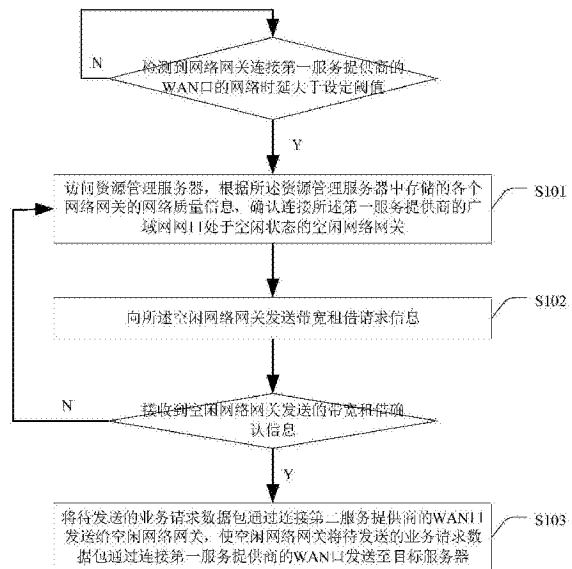 N
检测到网络网关连接第一服务提供商的
WAN口的网络时延大于设定阈值
Y
访问资源管理服务器，根据所述资源管理服务器中存储的各个
网络网关的网络质量信息、确认连接所述第一服务提供商的广
域网网口处于空闲状态的空闲网络网关
S101
向所述空闲网络网关发送带宽租借请求信息
S102
N
接收到空闲网络网关发送的带宽租借确
认信息
Y
将待发送的业务请求数据包通过连接第二服务提供商的WAN口
发送给空闲网络网关，使空闲网络网关将待发送的业务请求数
据包通过连接第一服务提供商的WAN口发送至目标服务器
S103